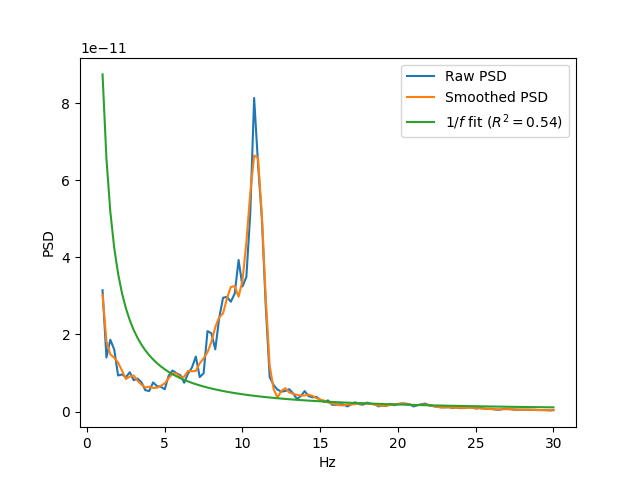 1e−11
8
6
4
2
0
PSD
Raw PSD
Smoothed PSD
1/f fit (R² = 0.54)
0 5 10 15 20 25 30
Hz